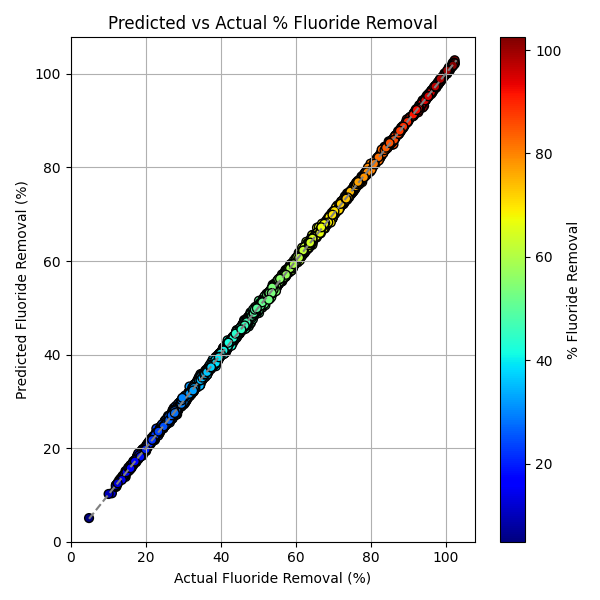 Predicted vs Actual % Fluoride Removal
Predicted Fluoride Removal (%)
100
80
60
40
20
0
0 20 40 60 80 100
Actual Fluoride Removal (%)
100
80
60
40
20
% Fluoride Removal